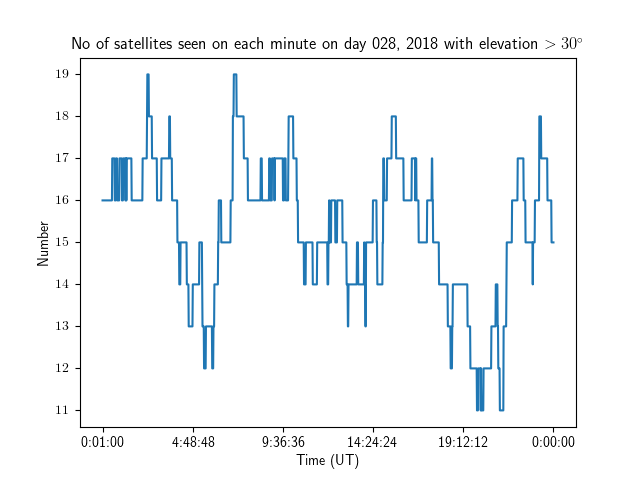 No of satellites seen on each minute on day 028, 2018 with elevation > 30°
19
18
17
16
15
14
13
12
11
Number
0:01:00 4:48:48 9:36:36 14:24:24 19:12:12 0:00:00
Time (UT)